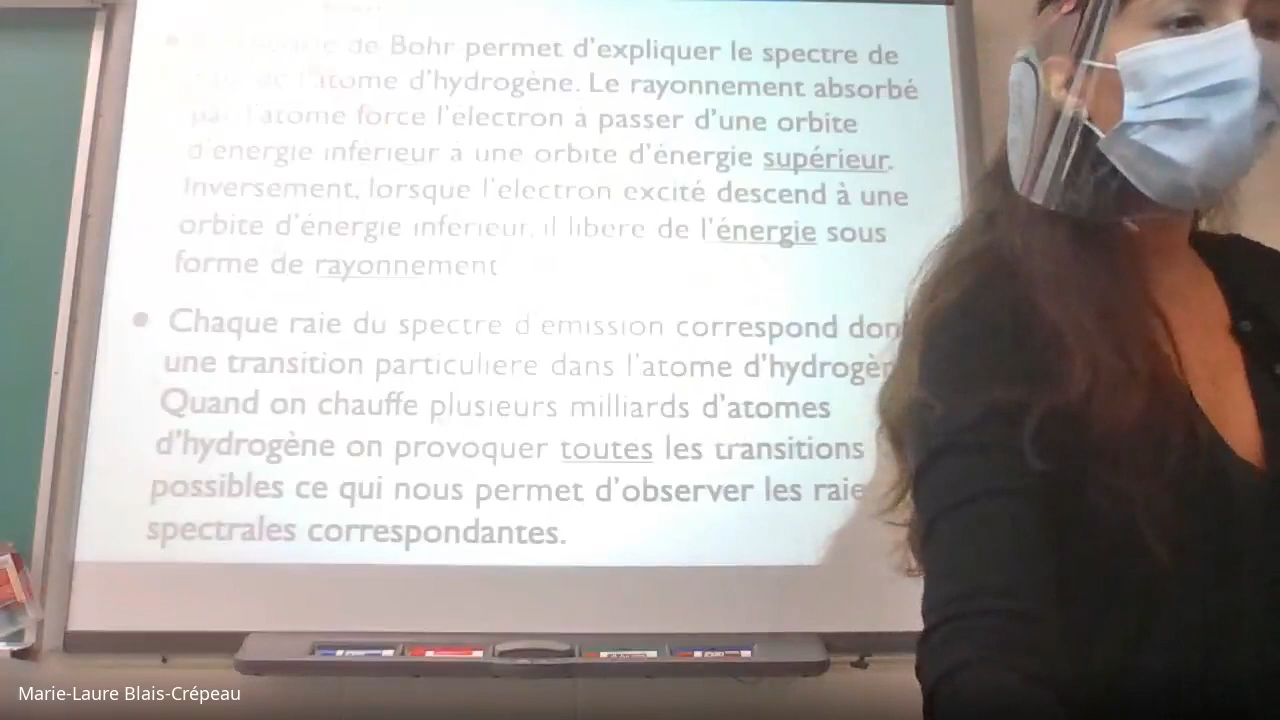 de Bohr permet d'expliquer le spectre de
l'atome d'hydrogène. Le rayonnement absorbé
par l'atome force l'électron à passer d'une orbite
d'énergie inférieur à une orbite d'énergie supérieur.
Inversement, lorsque l'électron excité descend à une
orbite d'énergie inférieur, il libère de l'énergie sous
forme de rayonnement
• Chaque raie du spectre d'émission correspond don
une transition particulière dans l'atome d'hydrogèn
Quand on chauffe plusieurs milliards d'atomes
d'hydrogène on provoquer toutes les transitions
possibles ce qui nous permet d'observer les raie
spectrales correspondantes.
Marie-Laure Blais-Crépeau